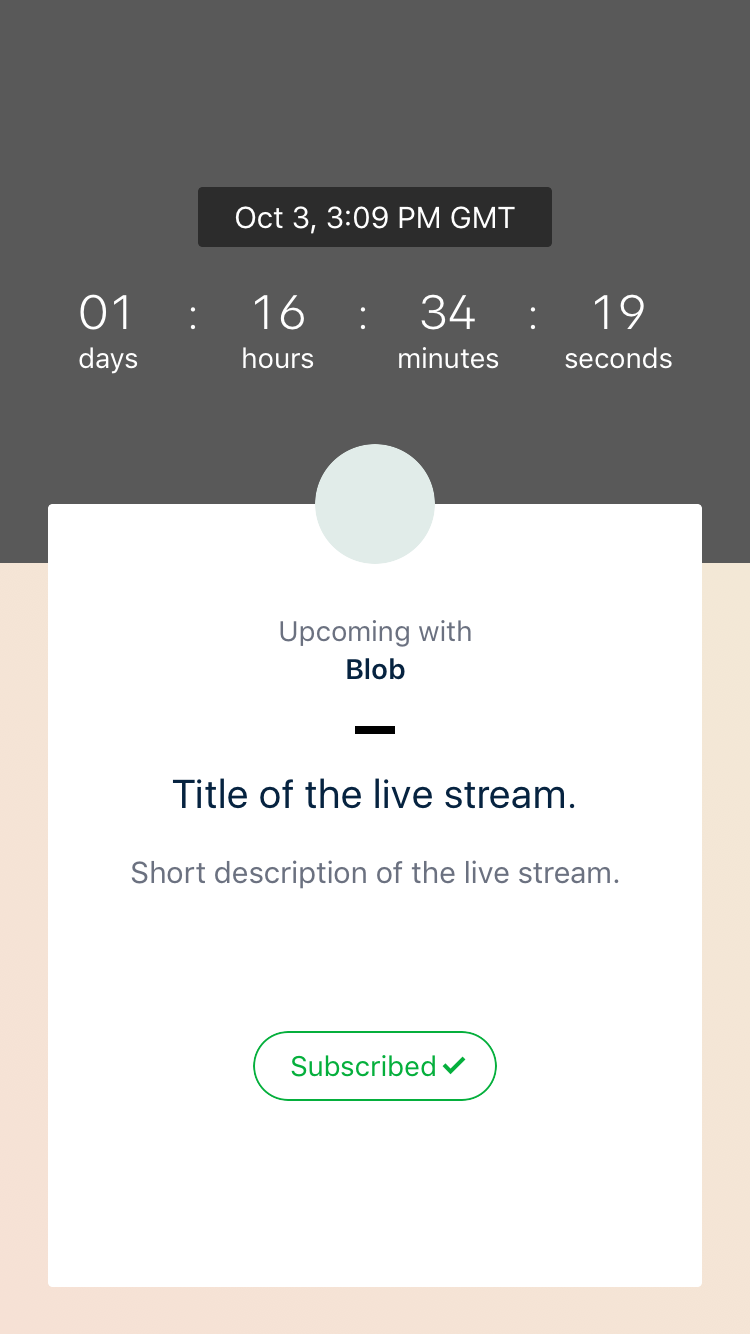 Oct 3, 3:09 PM GMT
01 : 16 : 34 : 19
days hours minutes seconds
Upcoming with
Blob
Title of the live stream.
Short description of the live stream.
Subscribed